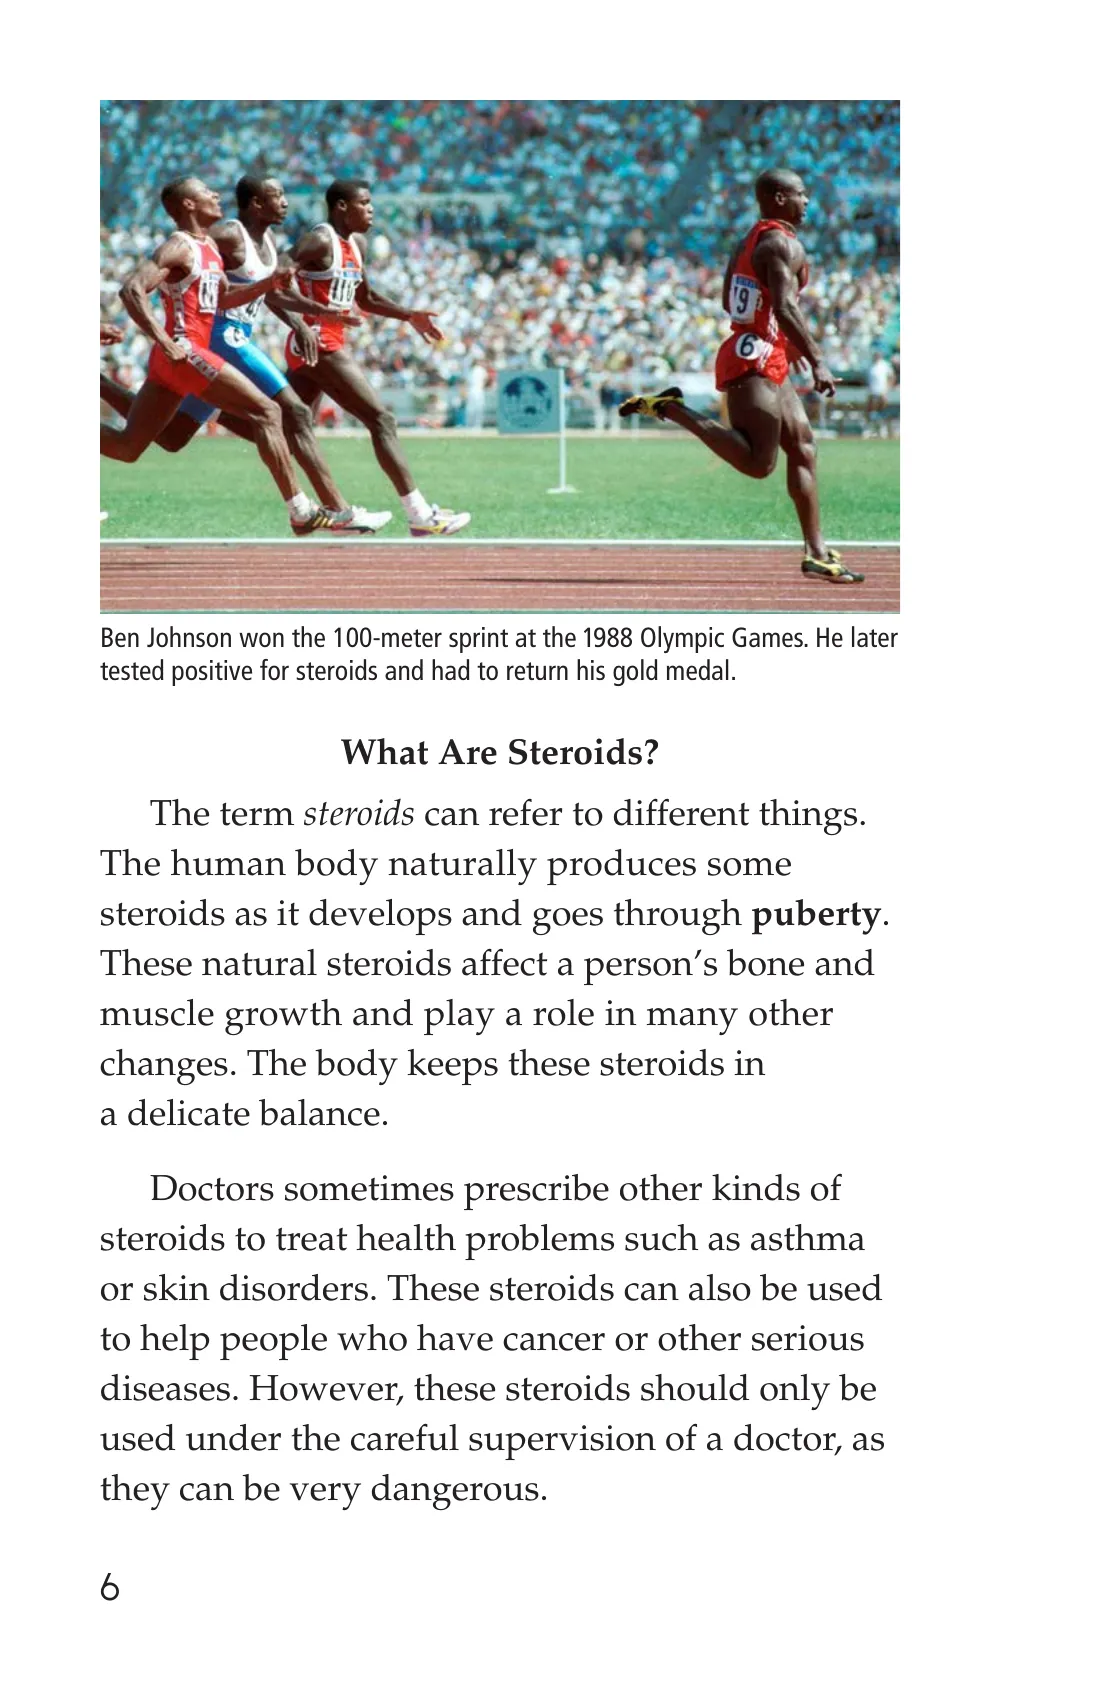 119
6
Ben Johnson won the 100-meter sprint at the 1988 Olympic Games. He later
tested positive for steroids and had to return his gold medal.
What Are Steroids?
The term steroids can refer to different things.
The human body naturally produces some
steroids as it develops and goes through puberty.
These natural steroids affect a person’s bone and
muscle growth and play a role in many other
changes. The body keeps these steroids in
a delicate balance.
Doctors sometimes prescribe other kinds of
steroids to treat health problems such as asthma
or skin disorders. These steroids can also be used
to help people who have cancer or other serious
diseases. However, these steroids should only be
used under the careful supervision of a doctor, as
they can be very dangerous.
6